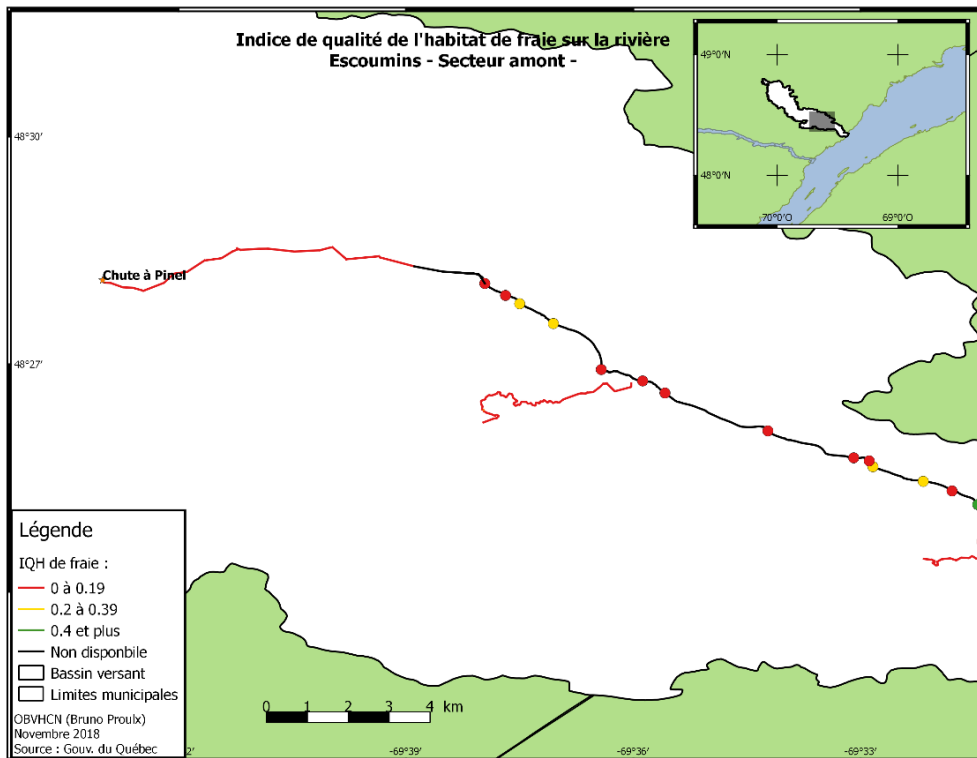 Indice de qualité de l'habitat de fraie sur la rivière
Escoumins - Secteur amont -
49°0'N
48°0'N
70°0'O
69°0'O
48°30'
48°27'
Chute à Pinel
Légende
IQH de fraie :
0 à 0.19
0.2 à 0.39
0.4 et plus
Non disponbile
Bassin versant
Limites municipales
OBVHCN (Bruno Proulx)
Novembre 2018
Source : Gouv. du Québec
0 1 2 3 4 km
-69°39'
-69°36'
-69°33'